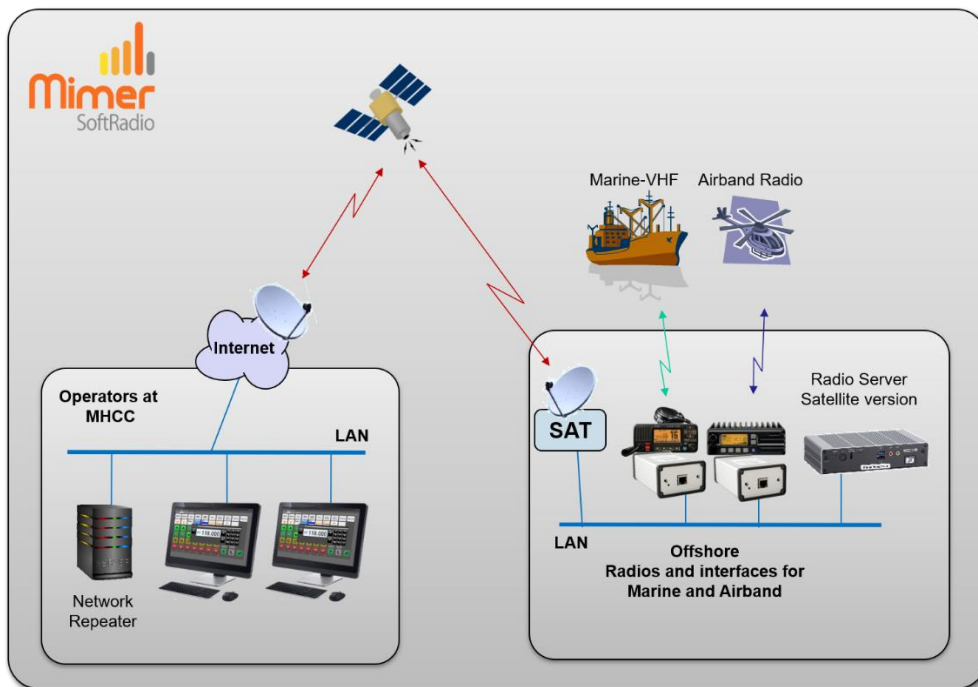 Mimer
SoftRadio
Marine-VHF
Airband Radio
Internet
Operators at
MHCC
LAN
SAT
Radio Server
Satellite version
Network
Repeater
LAN
Offshore
Radios and interfaces for
Marine and Airband